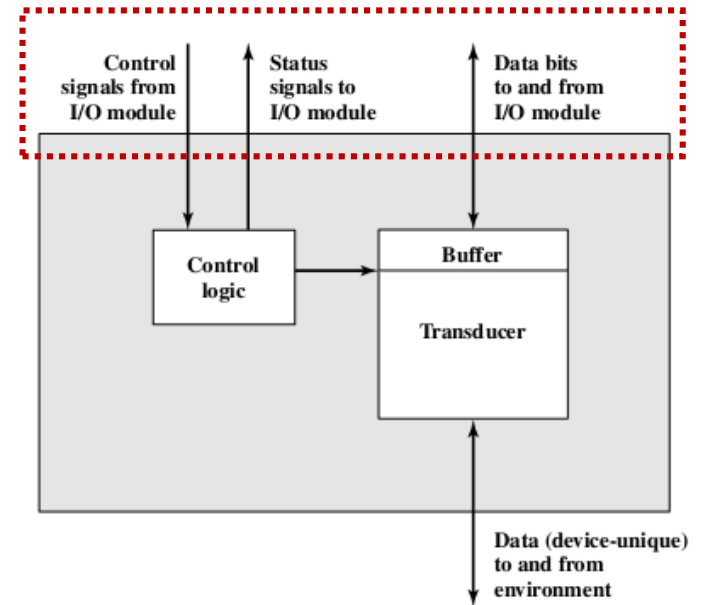 Control
signals from
I/O module
Status
signals to
I/O module
Data bits
to and from
I/O module
Control
logic
Buffer
Transducer
Data (device-unique)
to and from
environment